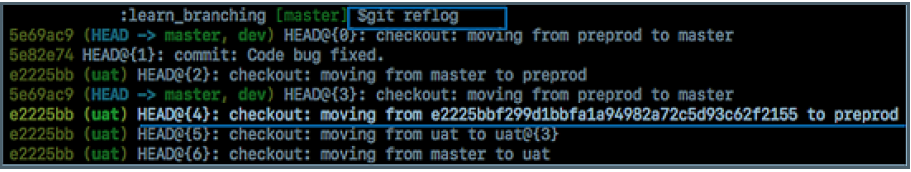 :learn_branching [master] $git reflog
5e69ac9 (HEAD -> master, dev) HEAD@{0}: checkout: moving from preprod to master
5e82e74 HEAD@{1}: commit: Code bug fixed.
e2225bb (uat) HEAD@{2}: checkout: moving from master to preprod
5e69ac9 (HEAD -> master, dev) HEAD@{3}: checkout: moving from preprod to master
e2225bb (uat) HEAD@{4}: checkout: moving from e2225bbf299d1bbfa1a94982a72c5d93c62f2155 to preprod
e2225bb (uat) HEAD@{5}: checkout: moving from uat to uat@{3}
e2225bb (uat) HEAD@{6}: checkout: moving from master to uat